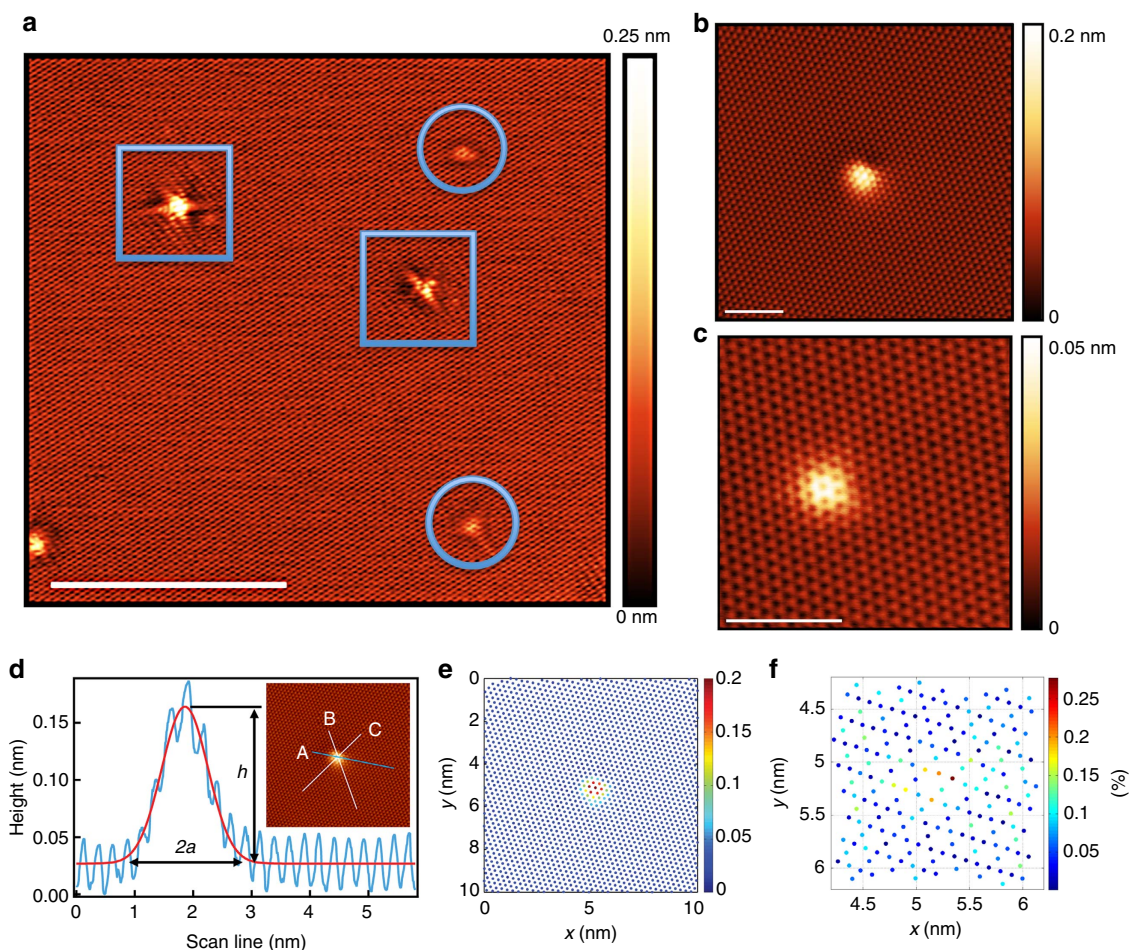 a
0.25 nm
0 nm
b
0.2 nm
0
c
0.05 nm
0
d
Height (nm)
0.15
0.10
0.05
0.00
0 1 2 3 4 5
Scan line (nm)
h
2a
A
B
C
e
y (nm)
0
2
4
6
8
10
0 5 10
x (nm)
0.2
0.15
0.1
0.05
0
f
y (nm)
4.5
5
5.5
6
4.5 5 5.5 6
x (nm)
0.25
0.20
0.15
0.1
0.05
(%)